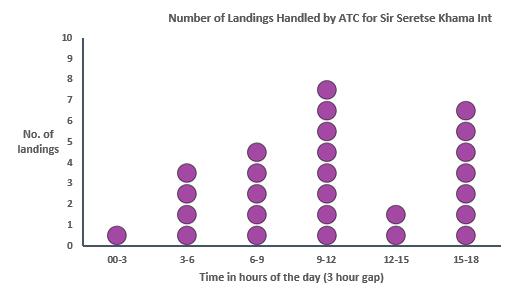 Number of Landings Handled by ATC for Sir Seretse Khama Int
10
9
8
7
6
5
4
3
2
1
0
No. of
landings
00-3 3-6 6-9 9-12 12-15 15-18
Time in hours of the day (3 hour gap)